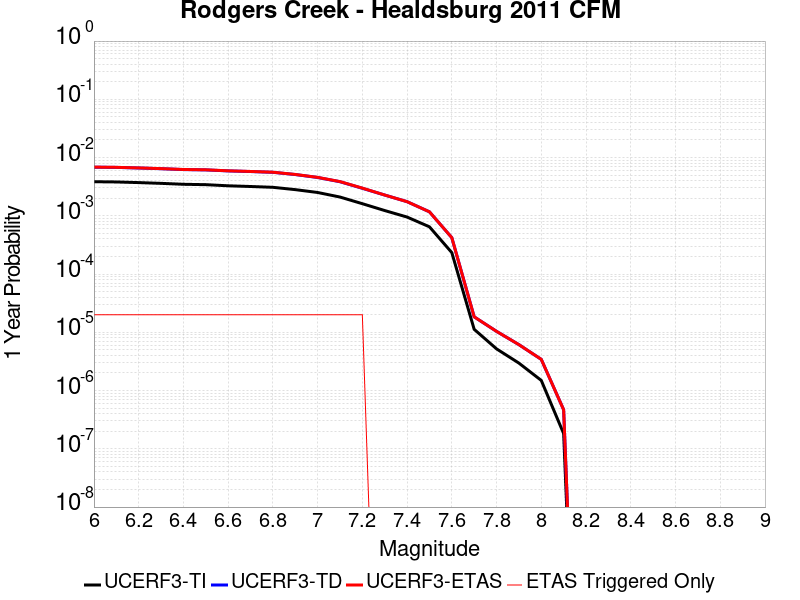 Rodgers Creek - Healdsburg 2011 CFM
10^0
10^-1
10^-2
10^-3
10^-4
10^-5
10^-6
10^-7
10^-8
1 Year Probability
6 6.2 6.4 6.6 6.8 7 7.2 7.4 7.6 7.8 8 8.2 8.4 8.6 8.8 9
Magnitude
UCERF3-TI UCERF3-TD UCERF3-ETAS ETAS Triggered Only